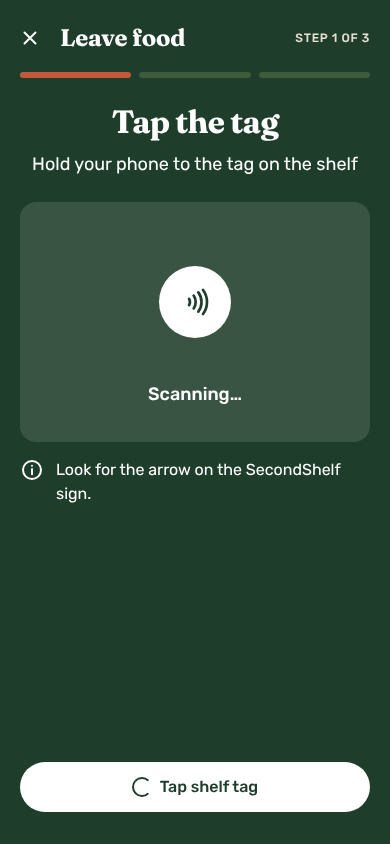 Leave food
STEP 1 OF 3
Tap the tag
Hold your phone to the tag on the shelf
Scanning…
Look for the arrow on the SecondShelf
sign.
Tap shelf tag